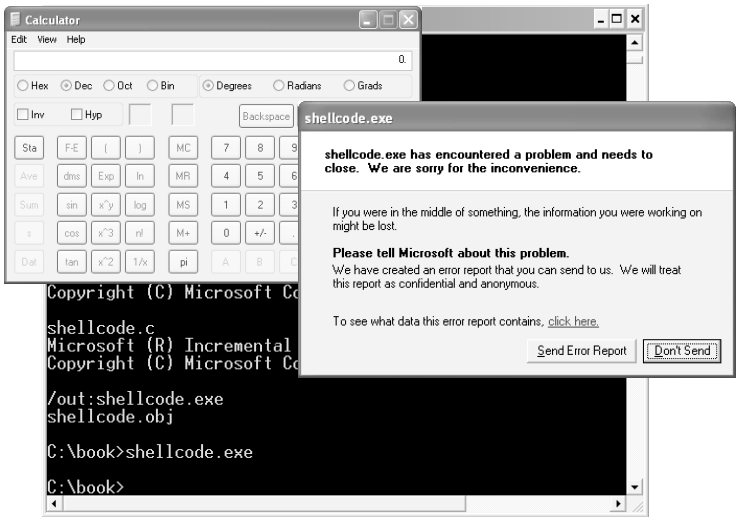 Calculator
Edit View Help
0.
Hex Dec Oct Bin Degrees Radians Grads
Inv Hyp Backspace
Sta F-E ( ) MC 7 8 9
Ave dms Exp ln MR 4 5 6
Sum sin x^y log MS 1 2 3
s cos x^3 n! M+ 0 +/- .
Dat tan x^2 1/x pi A B C
shellcode.exe
shellcode.exe has encountered a problem and needs to
close. We are sorry for the inconvenience.
If you were in the middle of something, the information you were working on
might be lost.
Please tell Microsoft about this problem.
We have created an error report that you can send to us. We will treat
this report as confidential and anonymous.
To see what data this error report contains, click here.
Send Error Report Don't Send
Copyright (C) Microsoft Co
shellcode.c
Microsoft (R) Incremental
Copyright (C) Microsoft Co
/out:shellcode.exe
shellcode.obj
C:\book>shellcode.exe
C:\book>